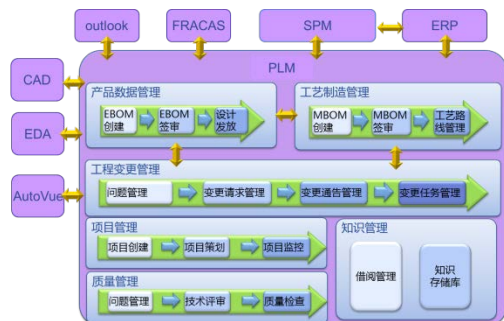 outlook
FRACAS
SPM
ERP
PLM
CAD
EDA
AutoVue
产品数据管理
EBOM
创建
EBOM
签审
设计
发放
工艺制造管理
MBOM
创建
MBOM
签审
工艺路
线管理
工程变更管理
问题管理
变更请求管理
变更通告管理
变更任务管理
项目管理
项目创建
项目策划
项目监控
知识管理
借阅管理
知识
存储库
质量管理
问题管理
技术评审
质量检查